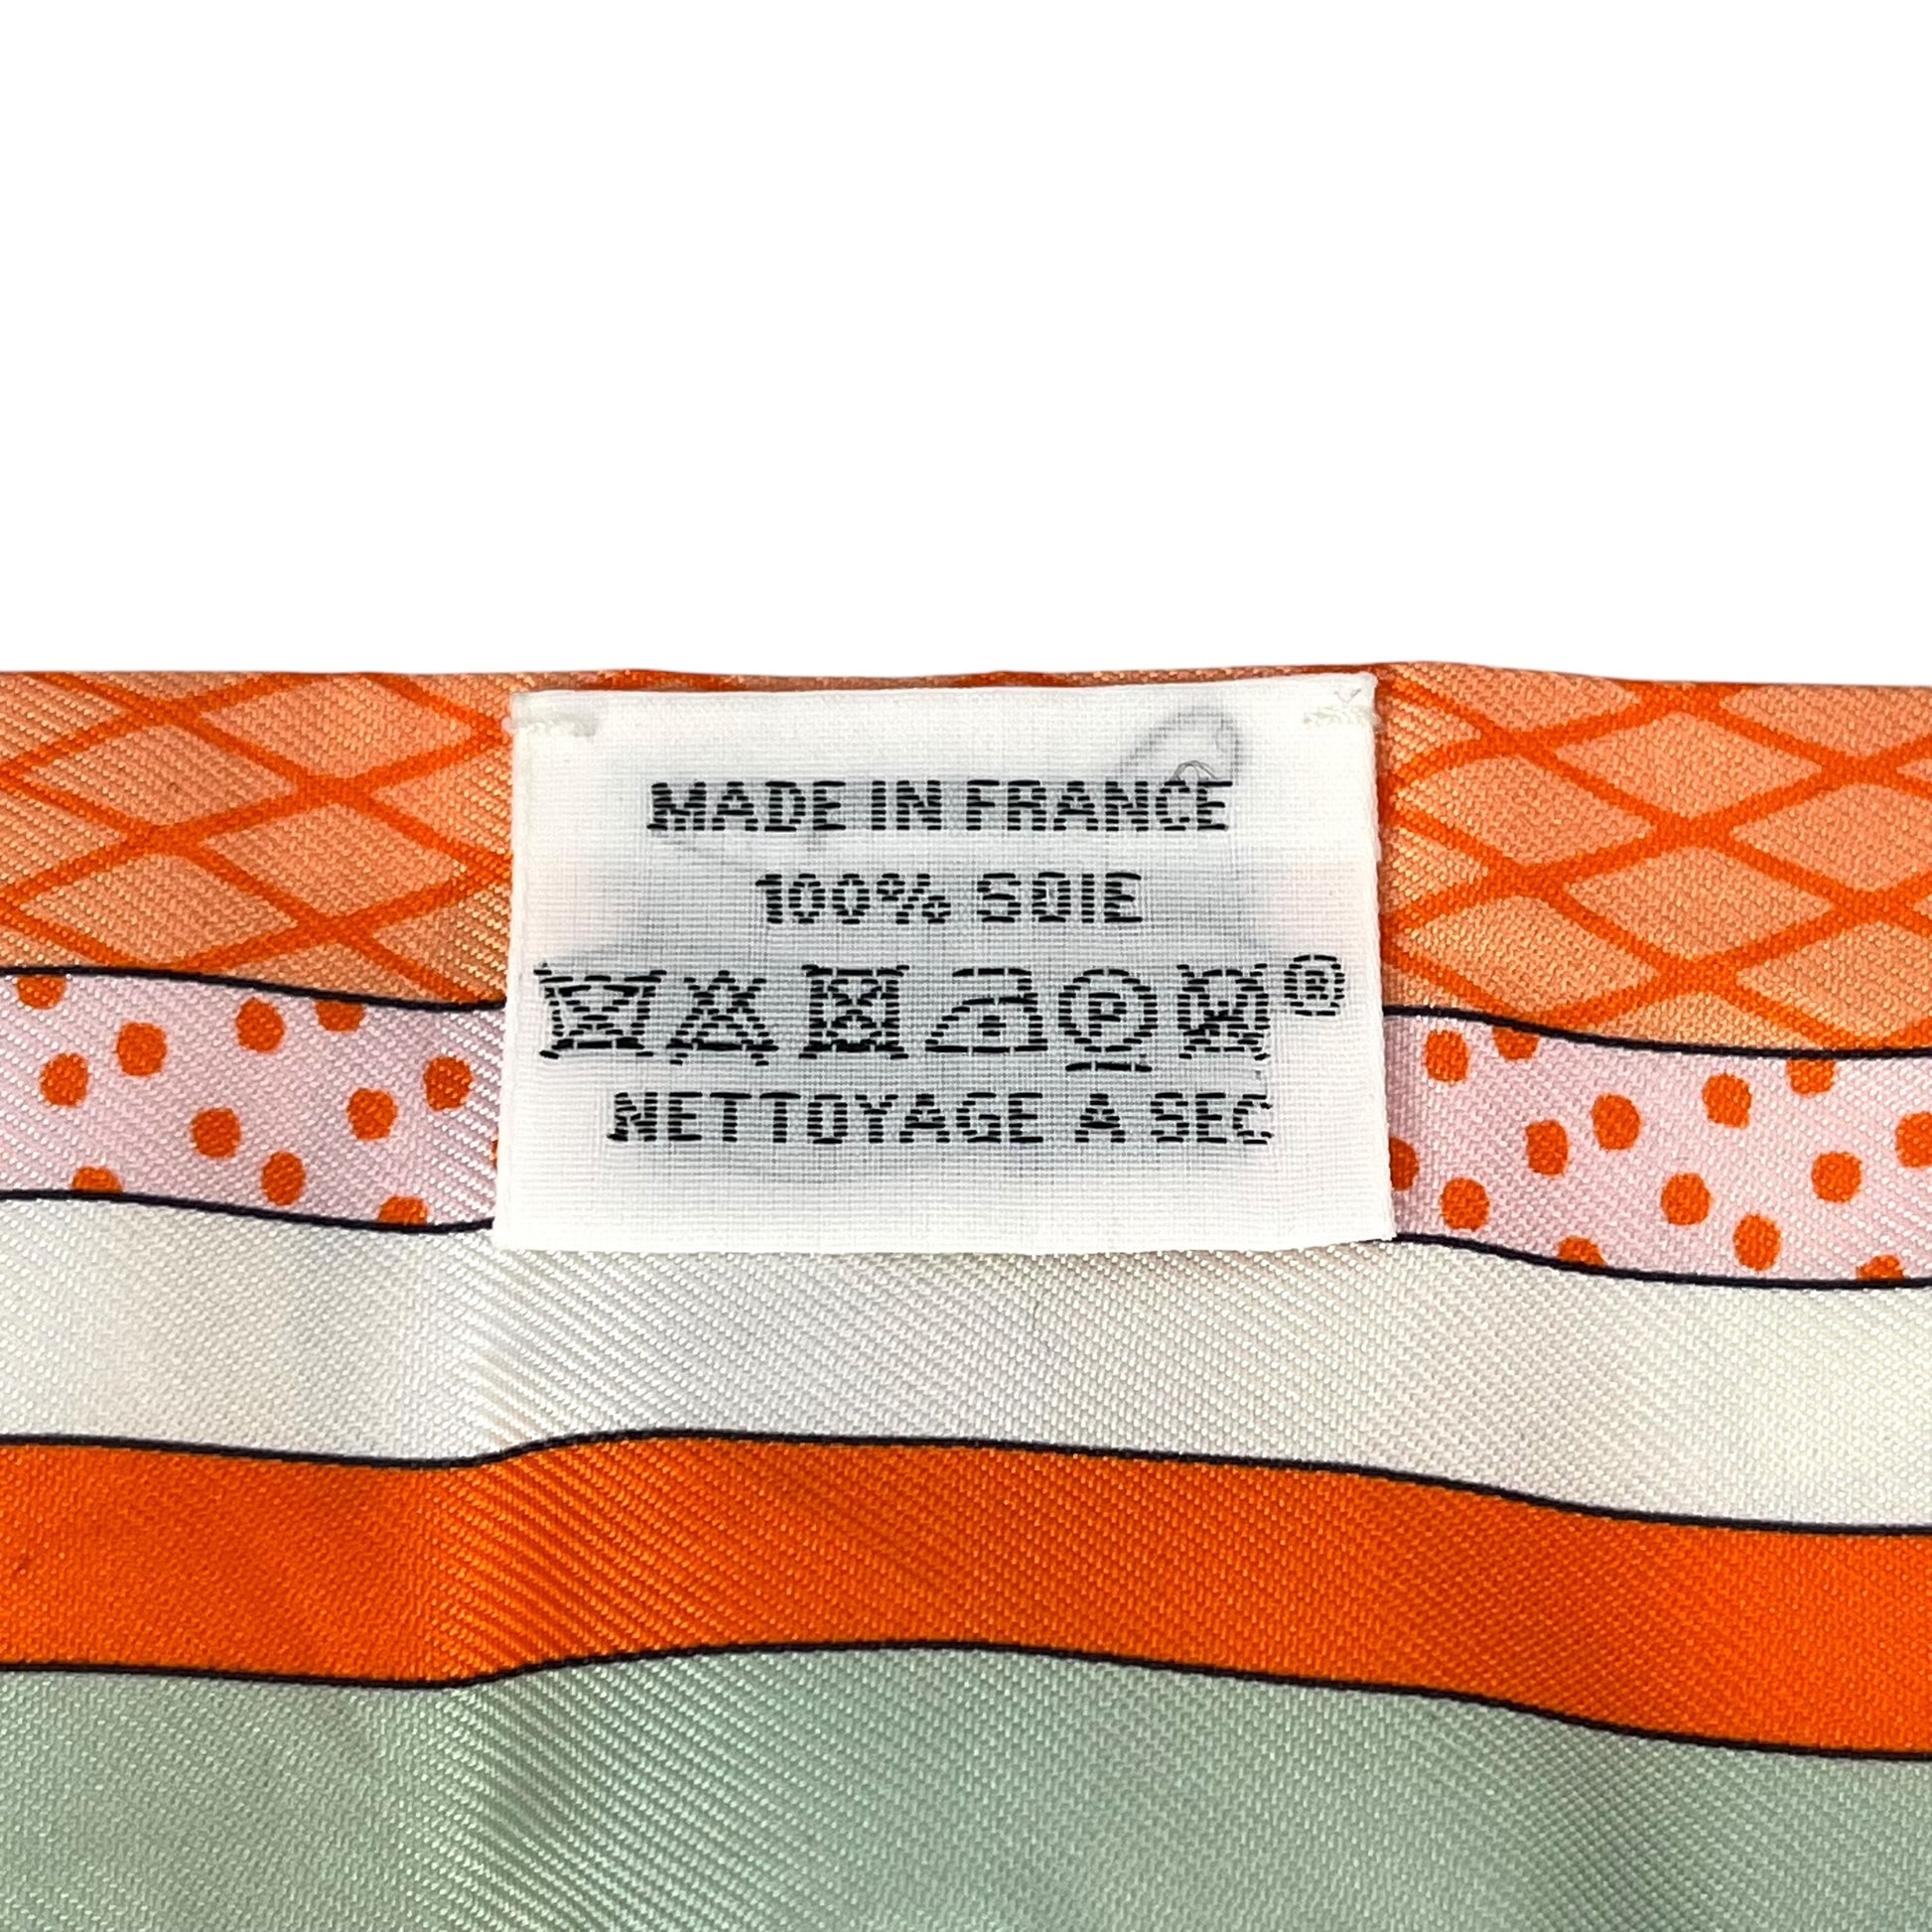 MADE IN FRANCE
100% SOIE
P W ®
NETTOYAGE A SEC